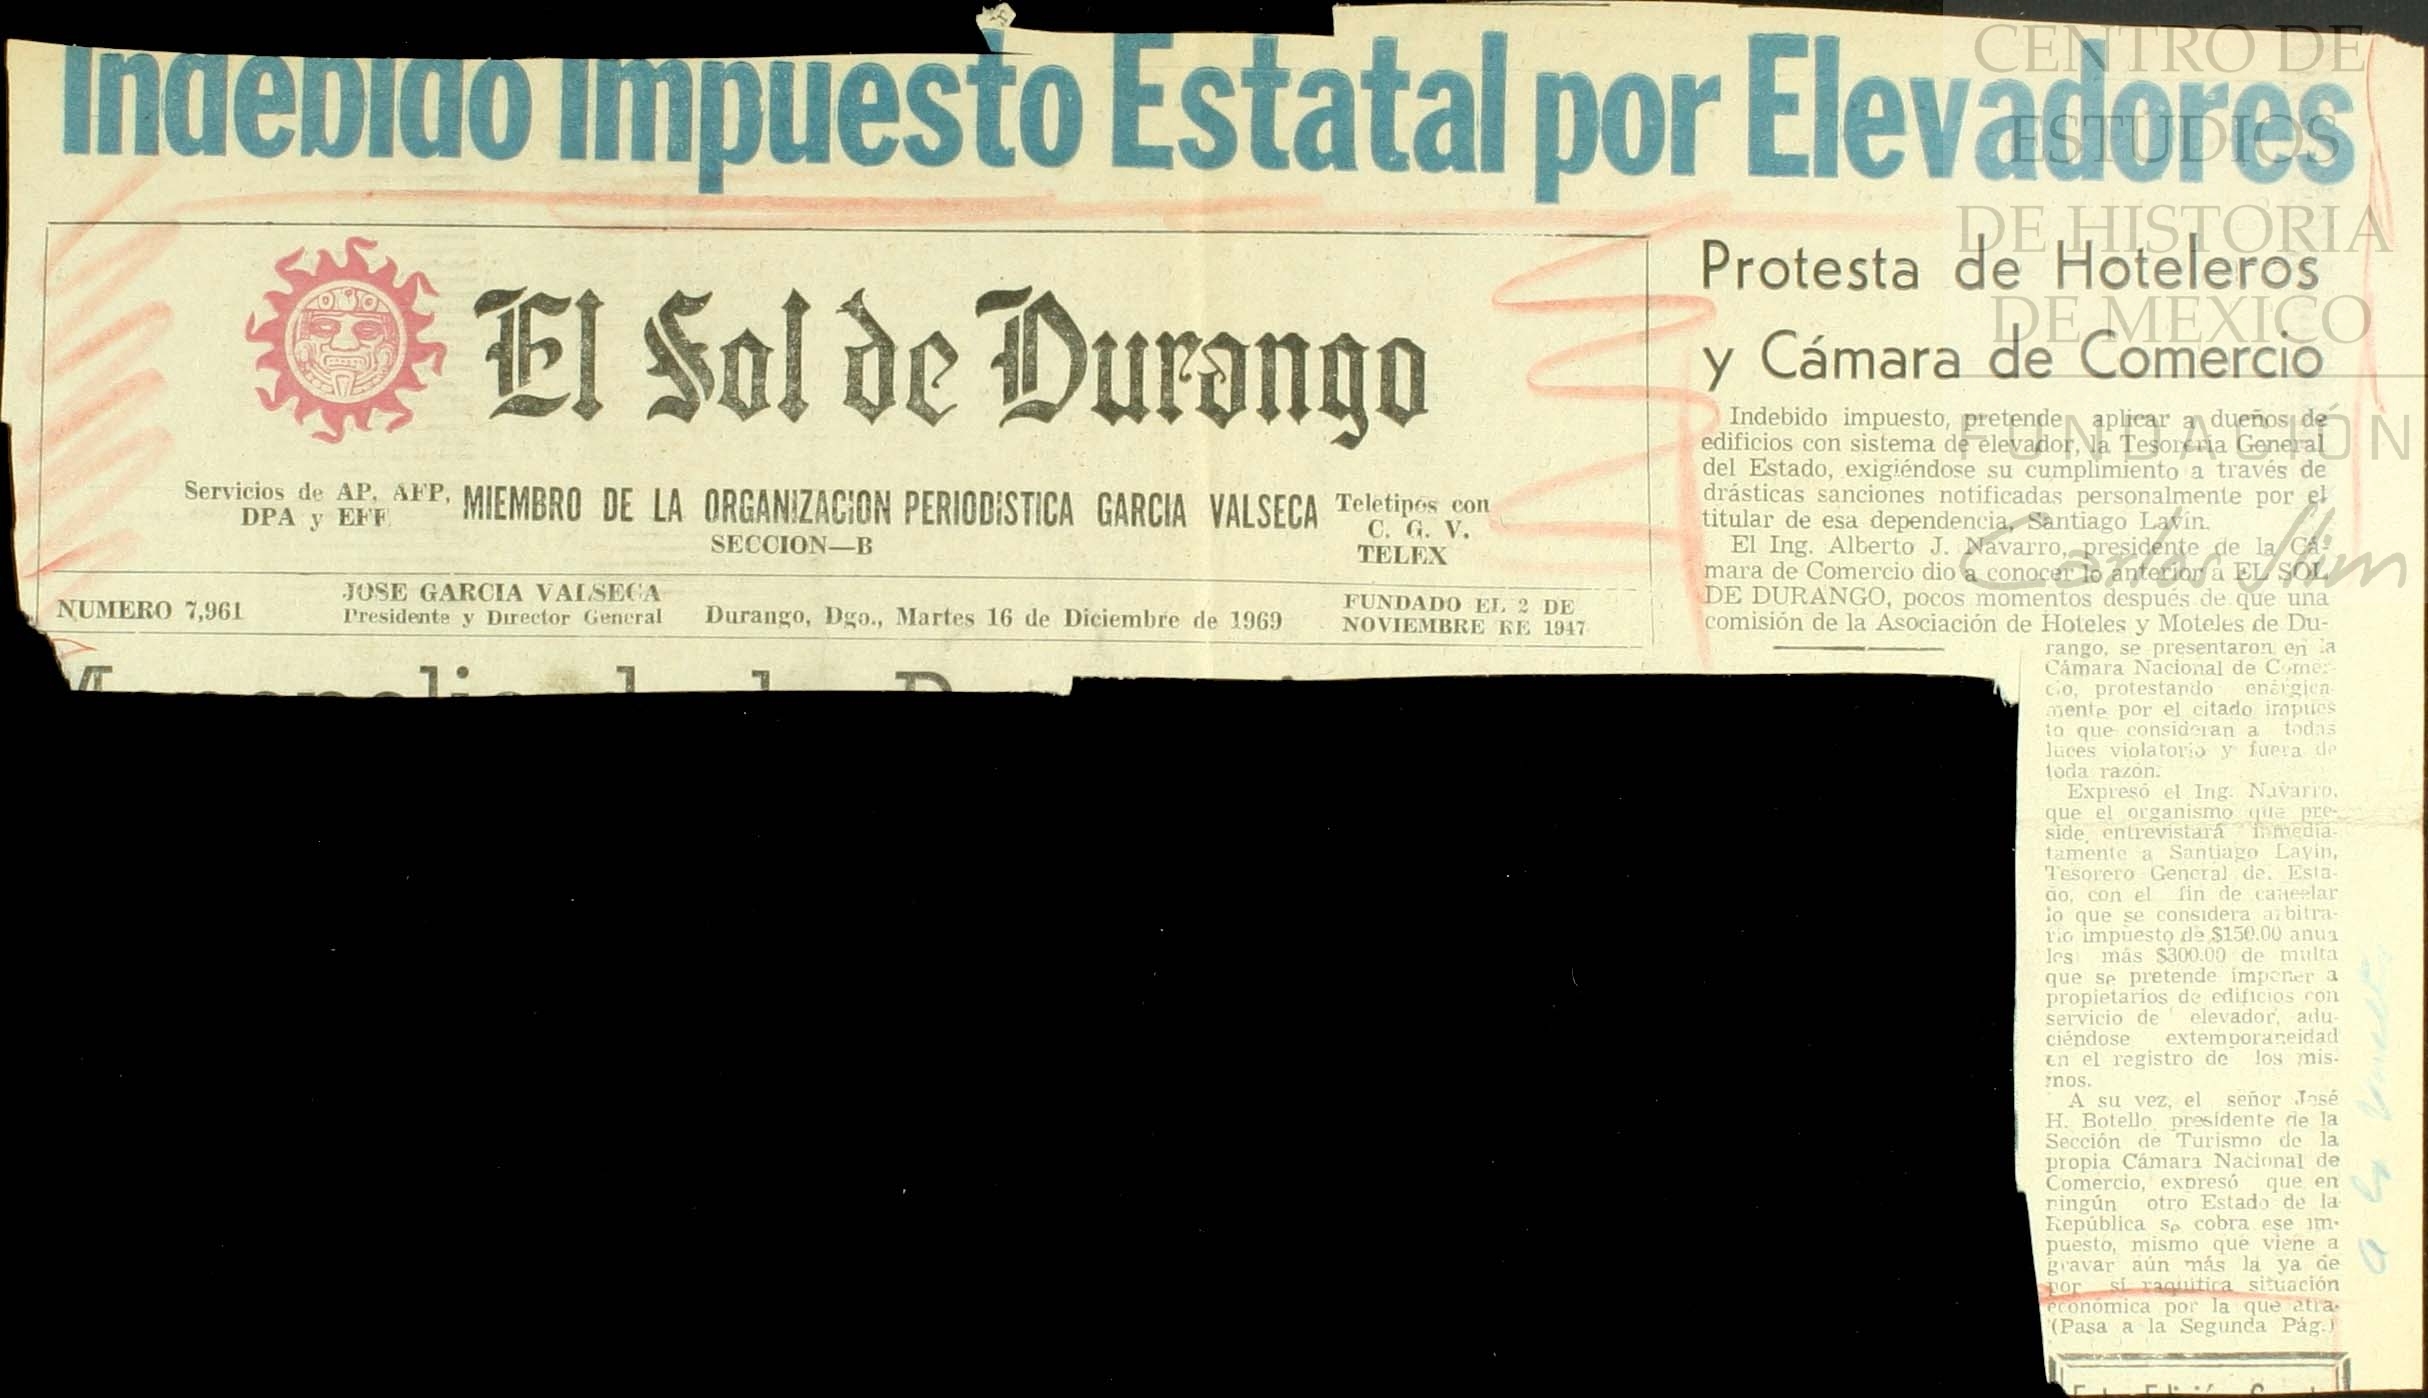 Indebido Impuesto Estatal por Elevadores
El Sol de Durango
Servicios de AP, AFP,
DPA y EFE
MIEMBRO DE LA ORGANIZACION PERIODISTICA GARCIA VALSECA
SECCION—B
Teletipos con
C. G. V.
TELEX
NUMERO 7,961
JOSE GARCIA VALSECA
Presidente y Director General
Durango, Dgo., Martes 16 de Diciembre de 1969
FUNDADO EL 2 DE
NOVIEMBRE RE 1947
Protesta de Hoteleros
y Cámara de Comercio
Indebido impuesto, pretende aplicar a dueños de
edificios con sistema de elevador, la Tesorería General
del Estado, exigiéndose su cumplimiento a través de
drásticas sanciones notificadas personalmente por el
titular de esa dependencia, Santiago Lavín.
El Ing. Alberto J. Navarro, presidente de la Cá-
mara de Comercio dio a conocer lo anterior a EL SOL
DE DURANGO, pocos momentos después de que una
comisión de la Asociación de Hoteles y Moteles de Du-
rango, se presentaron en la
Cámara Nacional de Comer-
cio, protestando enérgica-
mente por el citado impues
to que consideran a todas
luces violatorio y fuera de
toda razón.
Expresó el Ing. Navarro,
que el organismo que pre-
side, entrevistará inmedia-
tamente a Santiago Lavín,
Tesorero General de. Esta-
do, con el fin de cancelar
lo que se considera arbitra-
rio impuesto de $150.00 anua
les más $300.00 de multa
que se pretende imponer a
propietarios de edificios con
servicio de elevador, adu-
ciéndose extemporaneidad
en el registro de los mis-
mos.
A su vez, el señor José
H. Botello, presidente de la
Sección de Turismo de la
propia Cámara Nacional de
Comercio, expresó que en
ningún otro Estado de la
República se cobra ese im-
puesto, mismo que viene a
gravar aún más la ya de
por sí raquítica situación
económica por la que atra-
(Pasa a la Segunda Pág.)
CENTRO DE
ESTUDIOS
DE HISTORIA
DE MEXICO
FUNDACIÓN
Carlos Slim